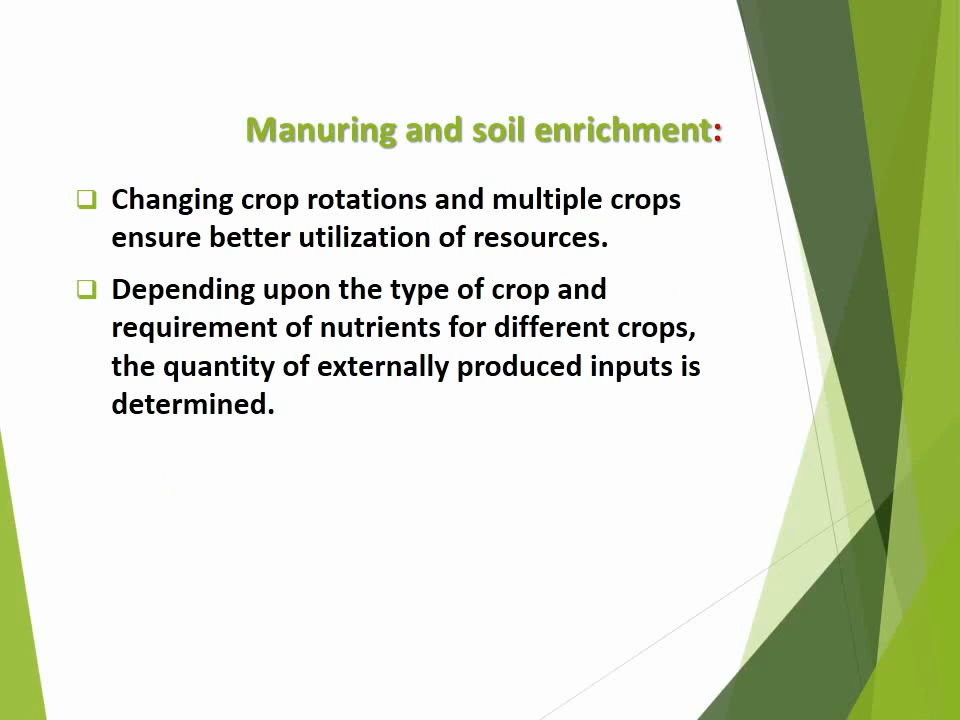 Manuring and soil enrichment:
Changing crop rotations and multiple crops
ensure better utilization of resources.
Depending upon the type of crop and
requirement of nutrients for different crops,
the quantity of externally produced inputs is
determined.